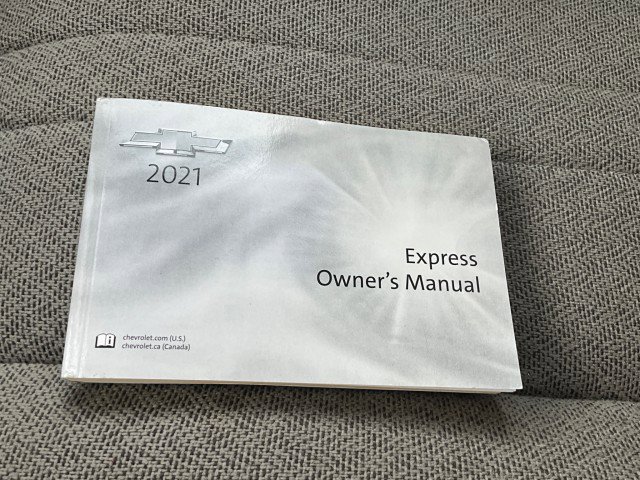 2021
Express
Owner's Manual
chevrolet.com (U.S.)
chevrolet.ca (Canada)